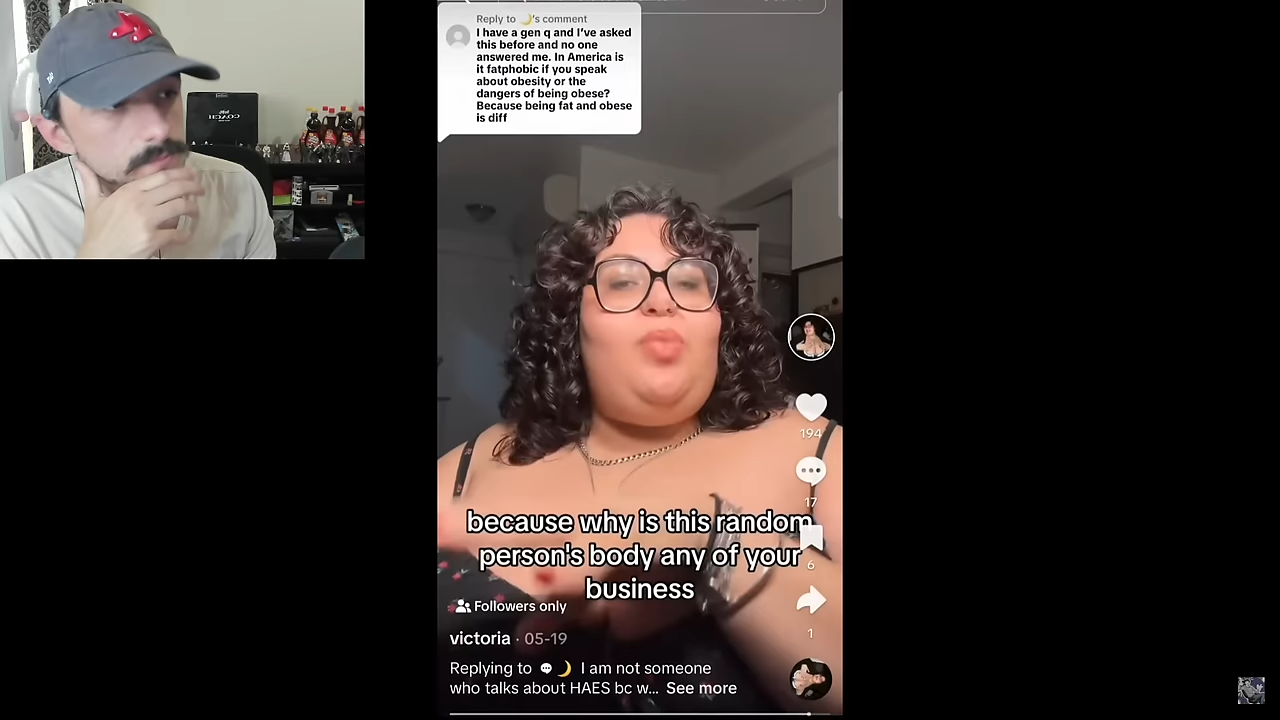 Reply to 🌙's comment
I have a gen q and I've asked
this before and no one
answered me. In America is
it fatphobic if you speak
about obesity or the
dangers of being obese?
Because being fat and obese
is diff
COACH
194
17
because why is this random
person's body any of your
business
6
Followers only
1
victoria · 05-19
Replying to 💬🌙 I am not someone
who talks about HAES bc w... See more